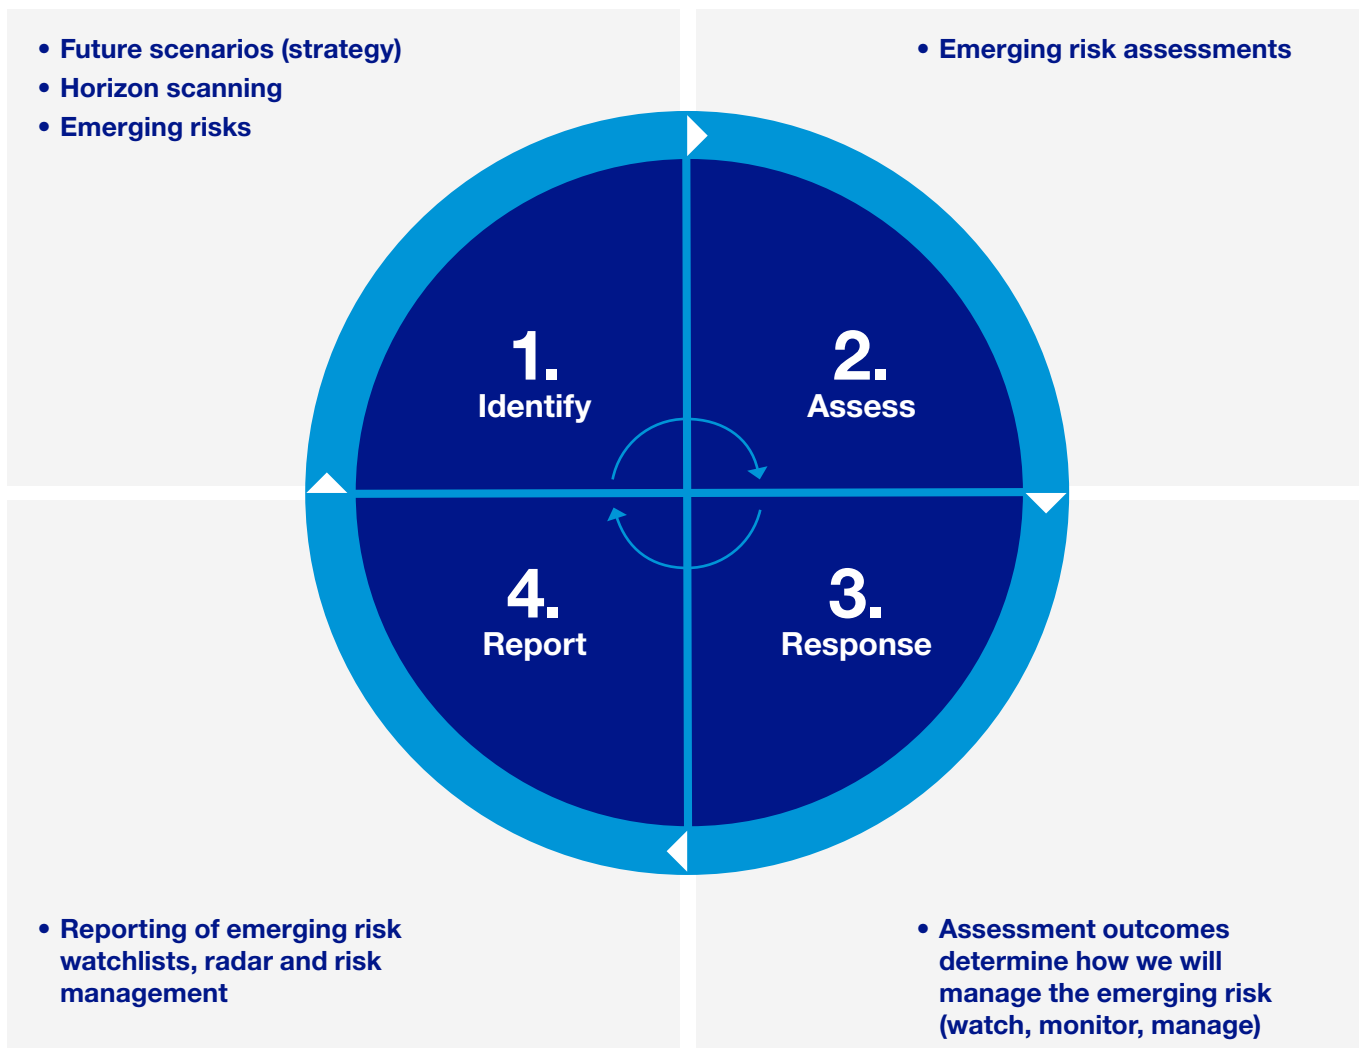 • Future scenarios (strategy)
• Horizon scanning
• Emerging risks
• Emerging risk assessments
1.
Identify
2.
Assess
4.
Report
3.
Response
• Reporting of emerging risk
watchlists, radar and risk
management
• Assessment outcomes
determine how we will
manage the emerging risk
(watch, monitor, manage)